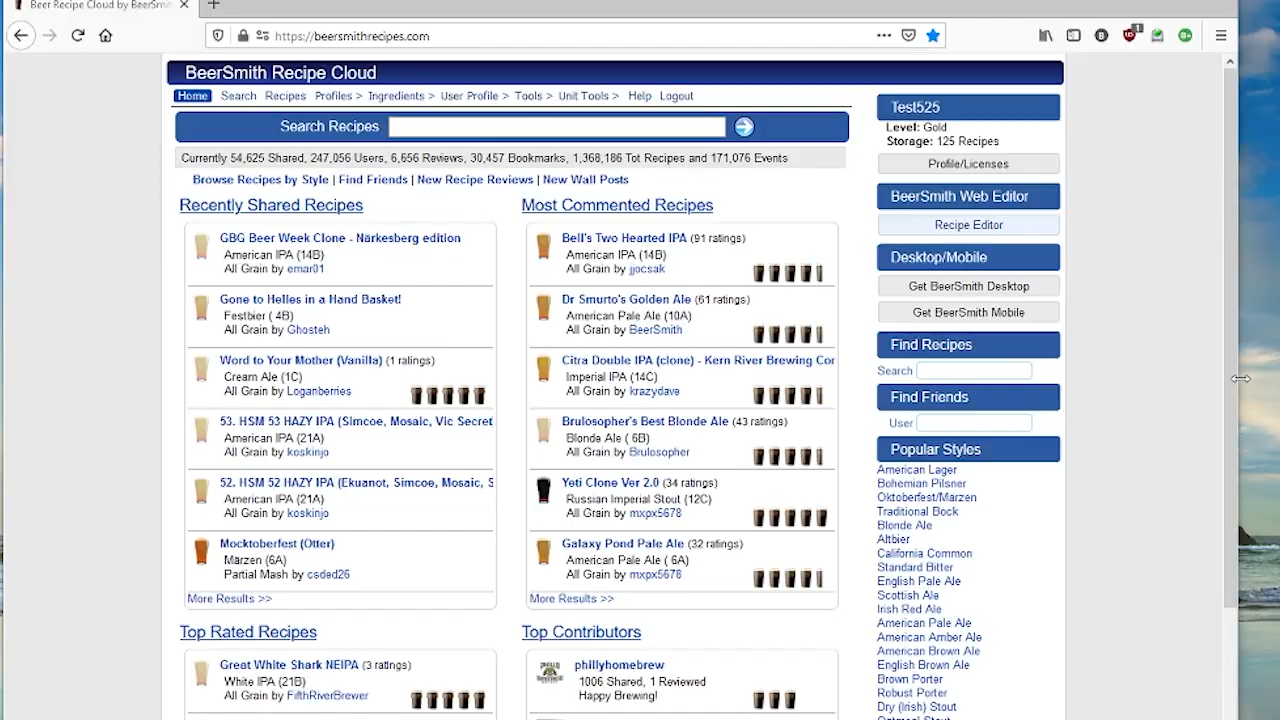 Beer Recipe Cloud by BeerSmi
https://beersmithrecipes.com
1
BeerSmith Recipe Cloud
Home Search Recipes Profiles > Ingredients > User Profile > Tools > Unit Tools > Help Logout
Search Recipes
Currently 54,625 Shared, 247,056 Users, 6,656 Reviews, 30,457 Bookmarks, 1,368,186 Tot Recipes and 171,076 Events
Browse Recipes by Style | Find Friends | New Recipe Reviews | New Wall Posts
Recently Shared Recipes
GBG Beer Week Clone - Närkesberg edition
American IPA (14B)
All Grain by emar01
Gone to Helles in a Hand Basket!
Festbier ( 4B)
All Grain by Ghosteh
Word to Your Mother (Vanilla) (1 ratings)
Cream Ale (1C)
All Grain by Loganberries
53. HSM 53 HAZY IPA (Simcoe, Mosaic, Vic Secret
American IPA (21A)
All Grain by koskinjo
52. HSM 52 HAZY IPA (Ekuanot, Simcoe, Mosaic, S
American IPA (21A)
All Grain by koskinjo
Mocktoberfest (Otter)
Märzen (6A)
Partial Mash by csded26
More Results >>
Most Commented Recipes
Bell's Two Hearted IPA (91 ratings)
American IPA (14B)
All Grain by jjocsak
Dr Smurto's Golden Ale (61 ratings)
American Pale Ale (10A)
All Grain by BeerSmith
Citra Double IPA (clone) - Kern River Brewing Cor
Imperial IPA (14C)
All Grain by krazydave
Brulosopher's Best Blonde Ale (43 ratings)
Blonde Ale ( 6B)
All Grain by Brulosopher
Yeti Clone Ver 2.0 (34 ratings)
Russian Imperial Stout (12C)
All Grain by mxpx5678
Galaxy Pond Pale Ale (32 ratings)
American Pale Ale ( 6A)
All Grain by mxpx5678
More Results >>
Top Rated Recipes
Great White Shark NEIPA (3 ratings)
White IPA (21B)
All Grain by FifthRiverBrewer
Top Contributors
phillyhomebrew
1006 Shared, 1 Reviewed
Happy Brewing!
Test525
Level: Gold
Storage: 125 Recipes
Profile/Licenses
BeerSmith Web Editor
Recipe Editor
Desktop/Mobile
Get BeerSmith Desktop
Get BeerSmith Mobile
Find Recipes
Search
Find Friends
User
Popular Styles
American Lager
Bohemian Pilsner
Oktoberfest/Marzen
Traditional Bock
Blonde Ale
Altbier
California Common
Standard Bitter
English Pale Ale
Scottish Ale
Irish Red Ale
American Pale Ale
American Amber Ale
American Brown Ale
English Brown Ale
Brown Porter
Robust Porter
Dry (Irish) Stout
Oatmeal Stout